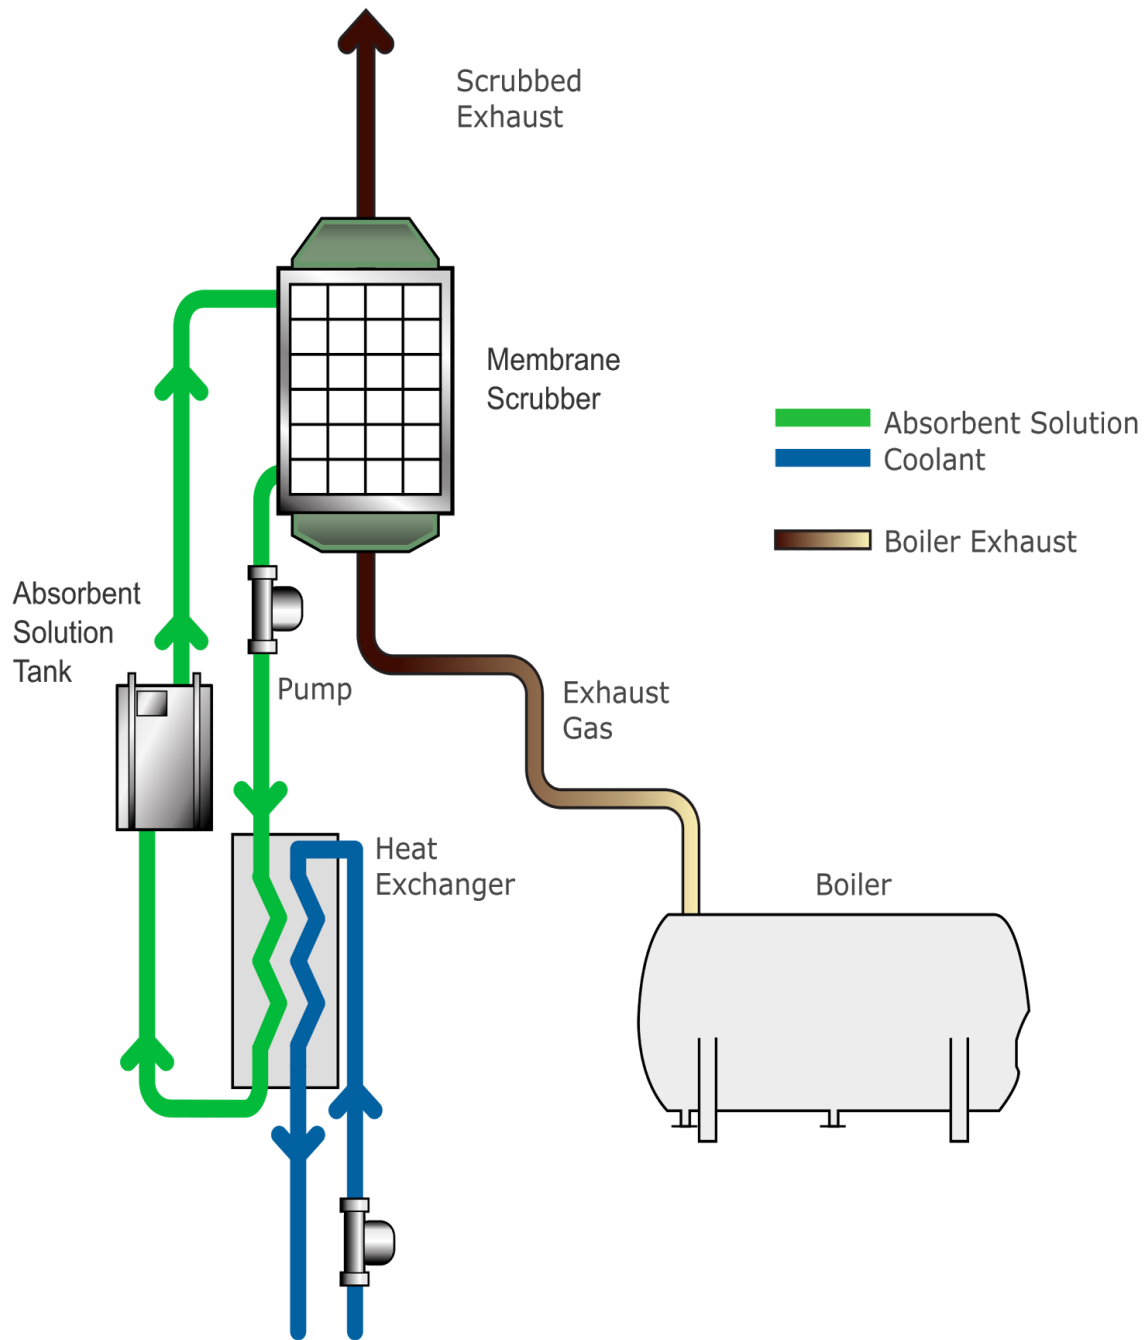 Scrubbed
Exhaust
Membrane
Scrubber
Absorbent Solution
Coolant
Boiler Exhaust
Absorbent
Solution
Tank
Pump
Exhaust
Gas
Heat
Exchanger
Boiler